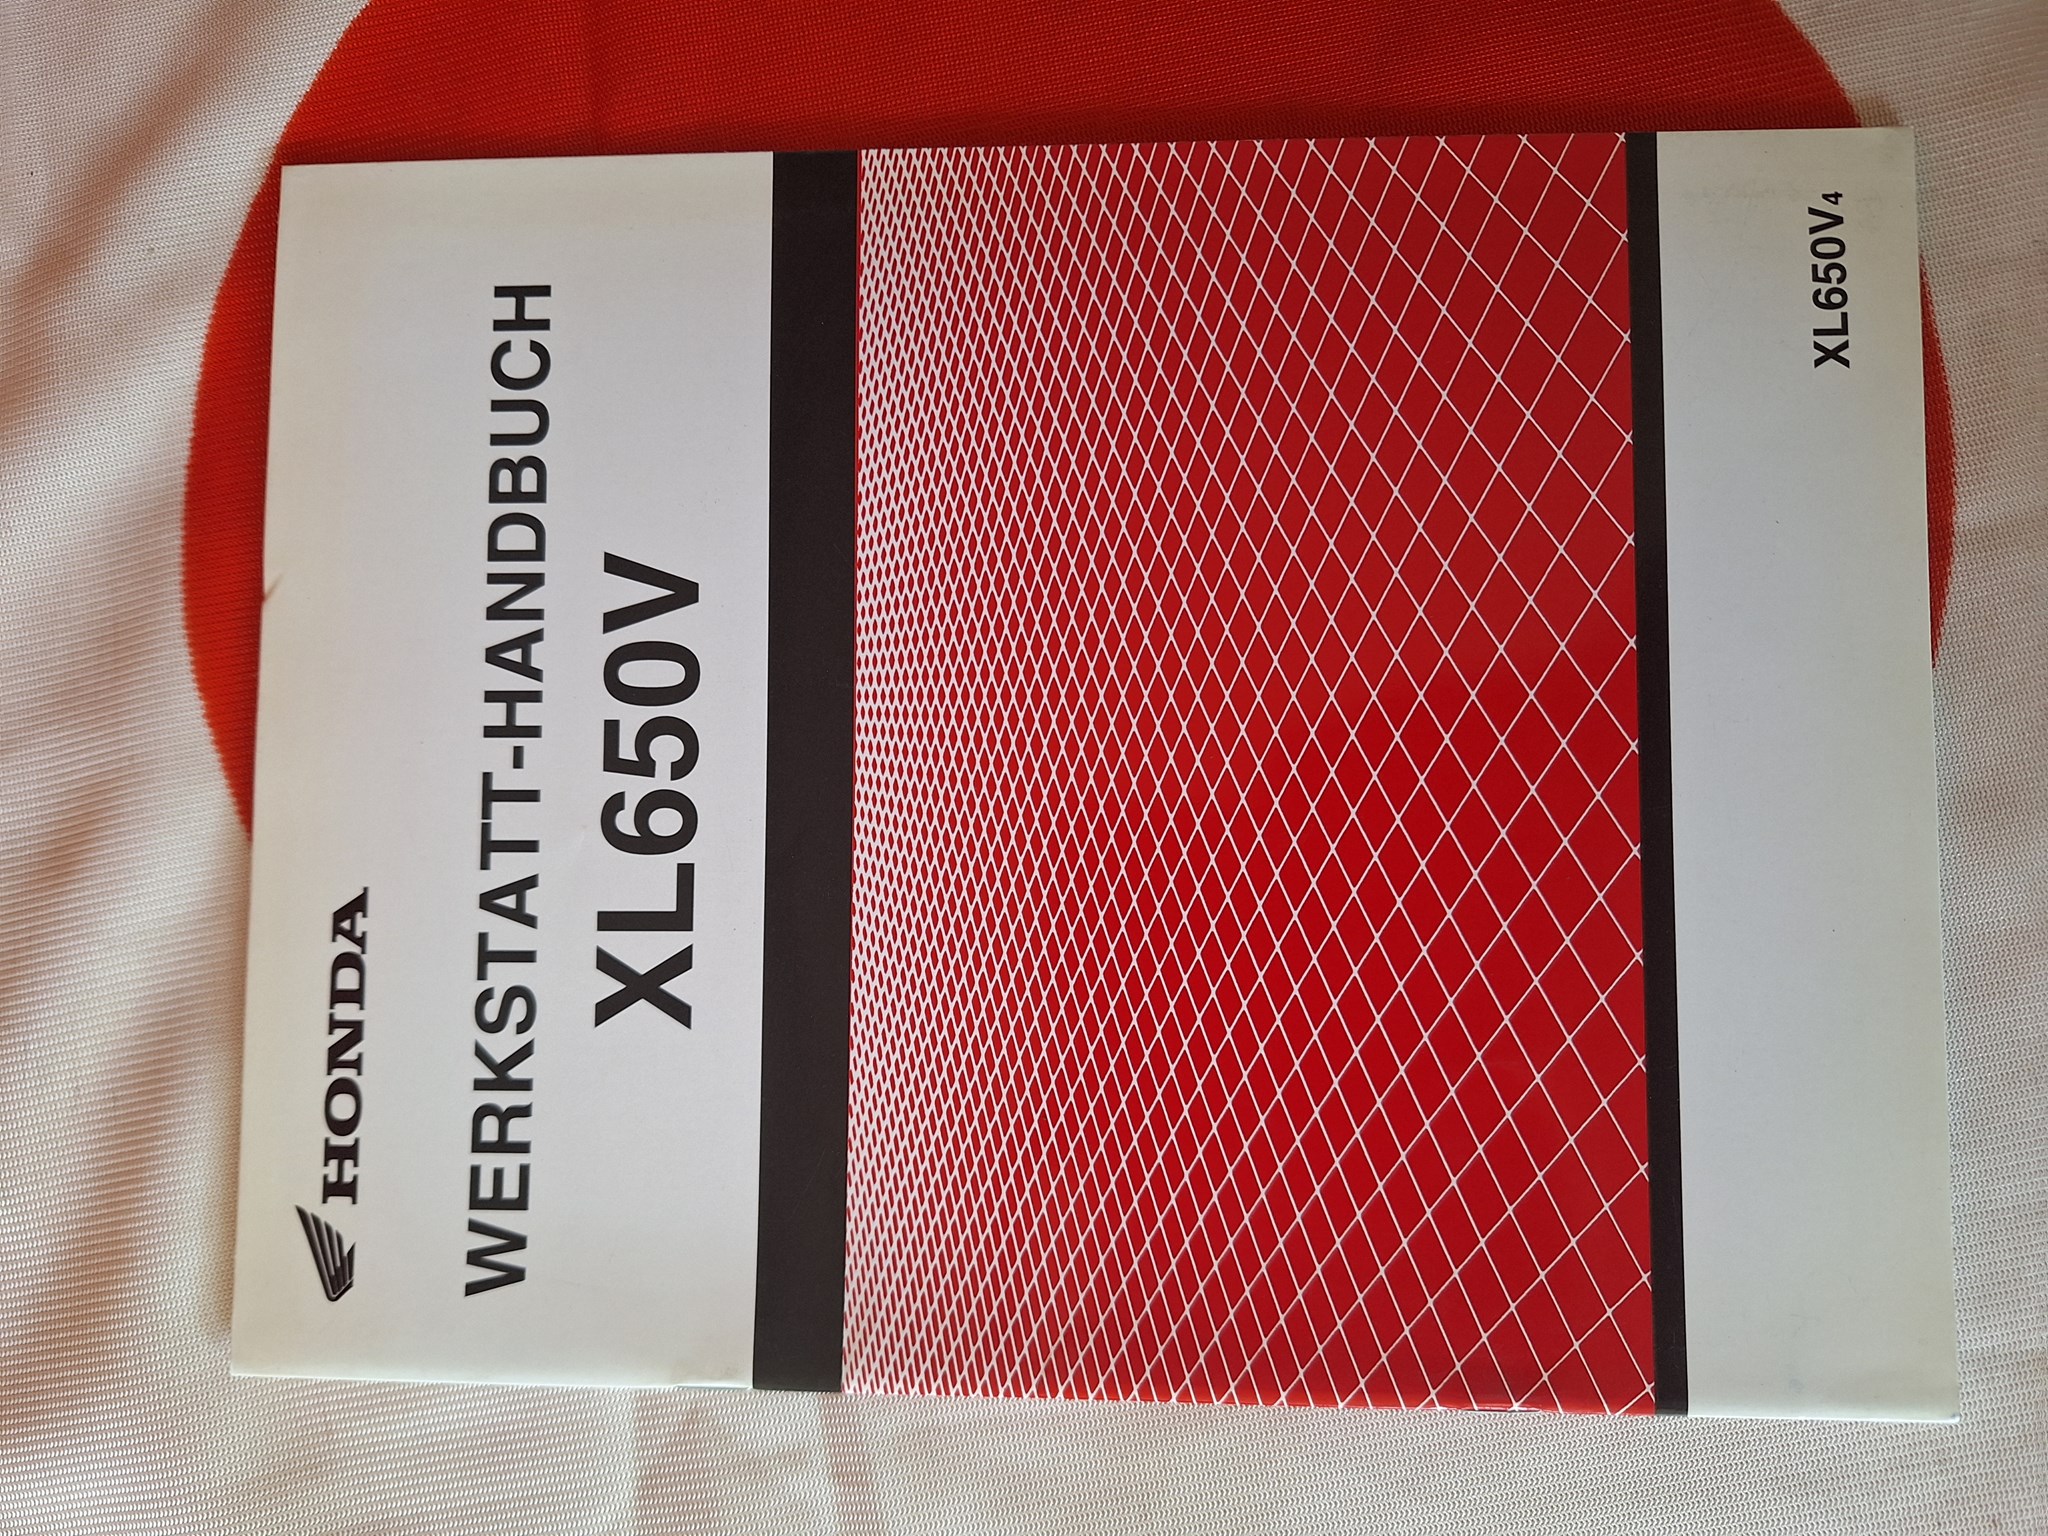 HONDA
WERKSTATT-HANDBUCH
XL650V
XL650V4